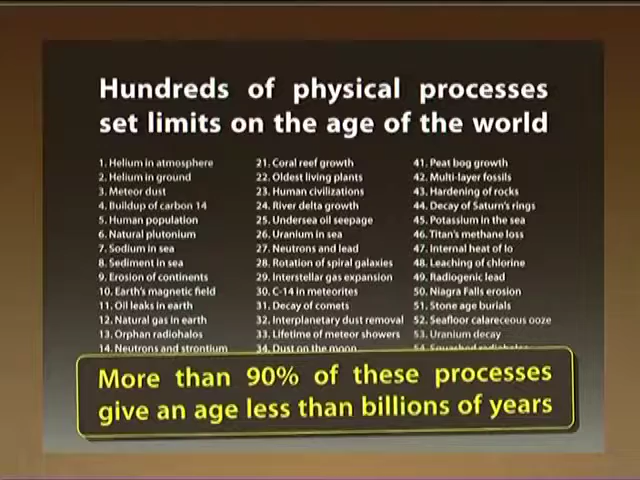 Hundreds of physical processes
set limits on the age of the world
1. Helium in atmosphere
2. Helium in ground
3. Meteor dust
4. Buildup of carbon 14
5. Human population
6. Natural plutonium
7. Sodium in sea
8. Sediment in sea
9. Erosion of continents
10. Earth's magnetic field
11. Oil leaks in earth
12. Natural gas in earth
13. Orphan radiohalos
14. Neutrons and strontium
21. Coral reef growth
22. Oldest living plants
23. Human civilizations
24. River delta growth
25. Undersea oil seepage
26. Uranium in sea
27. Neutrons and lead
28. Rotation of spiral galaxies
29. Interstellar gas expansion
30. C-14 in meteorites
31. Decay of comets
32. Interplanetary dust removal
33. Lifetime of meteor showers
34. Dust on the moon
41. Peat bog growth
42. Multi-layer fossils
43. Hardening of rocks
44. Decay of Saturn's rings
45. Potassium in the sea
46. Titan's methane loss
47. Internal heat of Io
48. Leaching of chlorine
49. Radiogenic lead
50. Niagra Falls erosion
51. Stone age burials
52. Seafloor calcareous ooze
53. Uranium decay
54. Squashed radiohalos
More than 90% of these processes
give an age less than billions of years